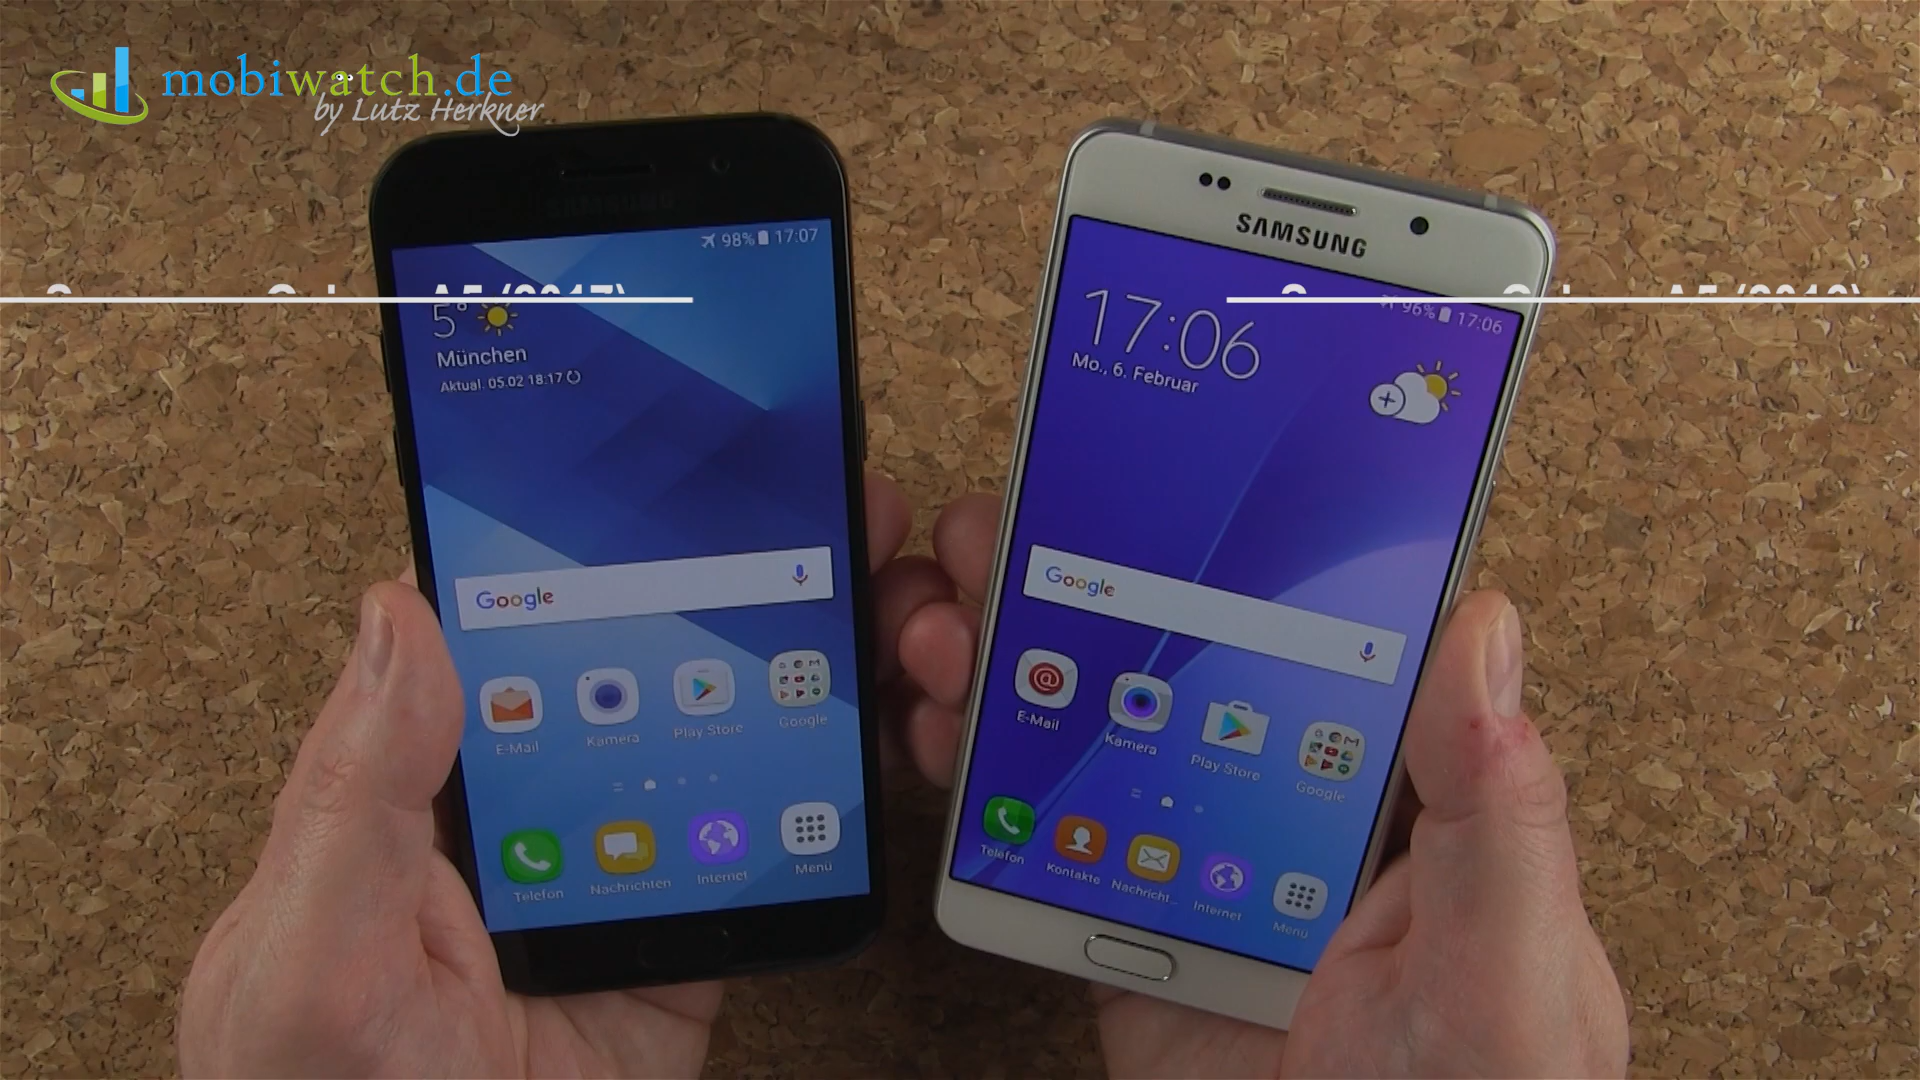 mobiwatch.de
by Lutz Herkner
SAMSUNG
98% 17:07
5°
München
Aktual. 05.02 18:17
Google
E-Mail
Kamera
Play Store
Google
Telefon
Nachrichten
Internet
Menü
SAMSUNG
96% 17:06
17:06
Mo., 6. Februar
Google
E-Mail
Kamera
Play Store
Google
Telefon
Kontakte
Nachricht...
Internet
Menü